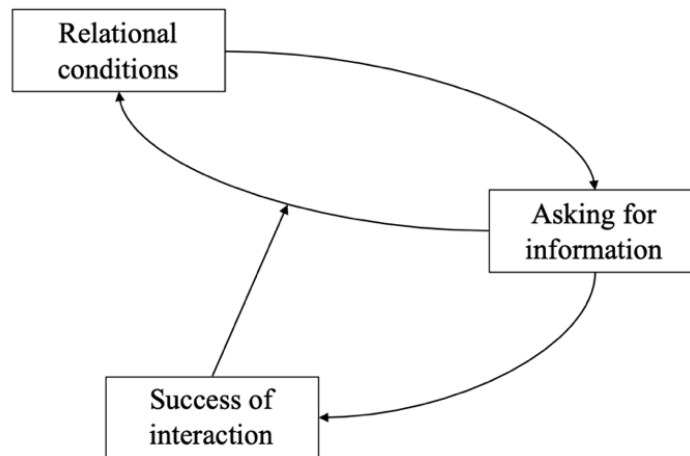 Relational
conditions
Asking for
information
Success of
interaction